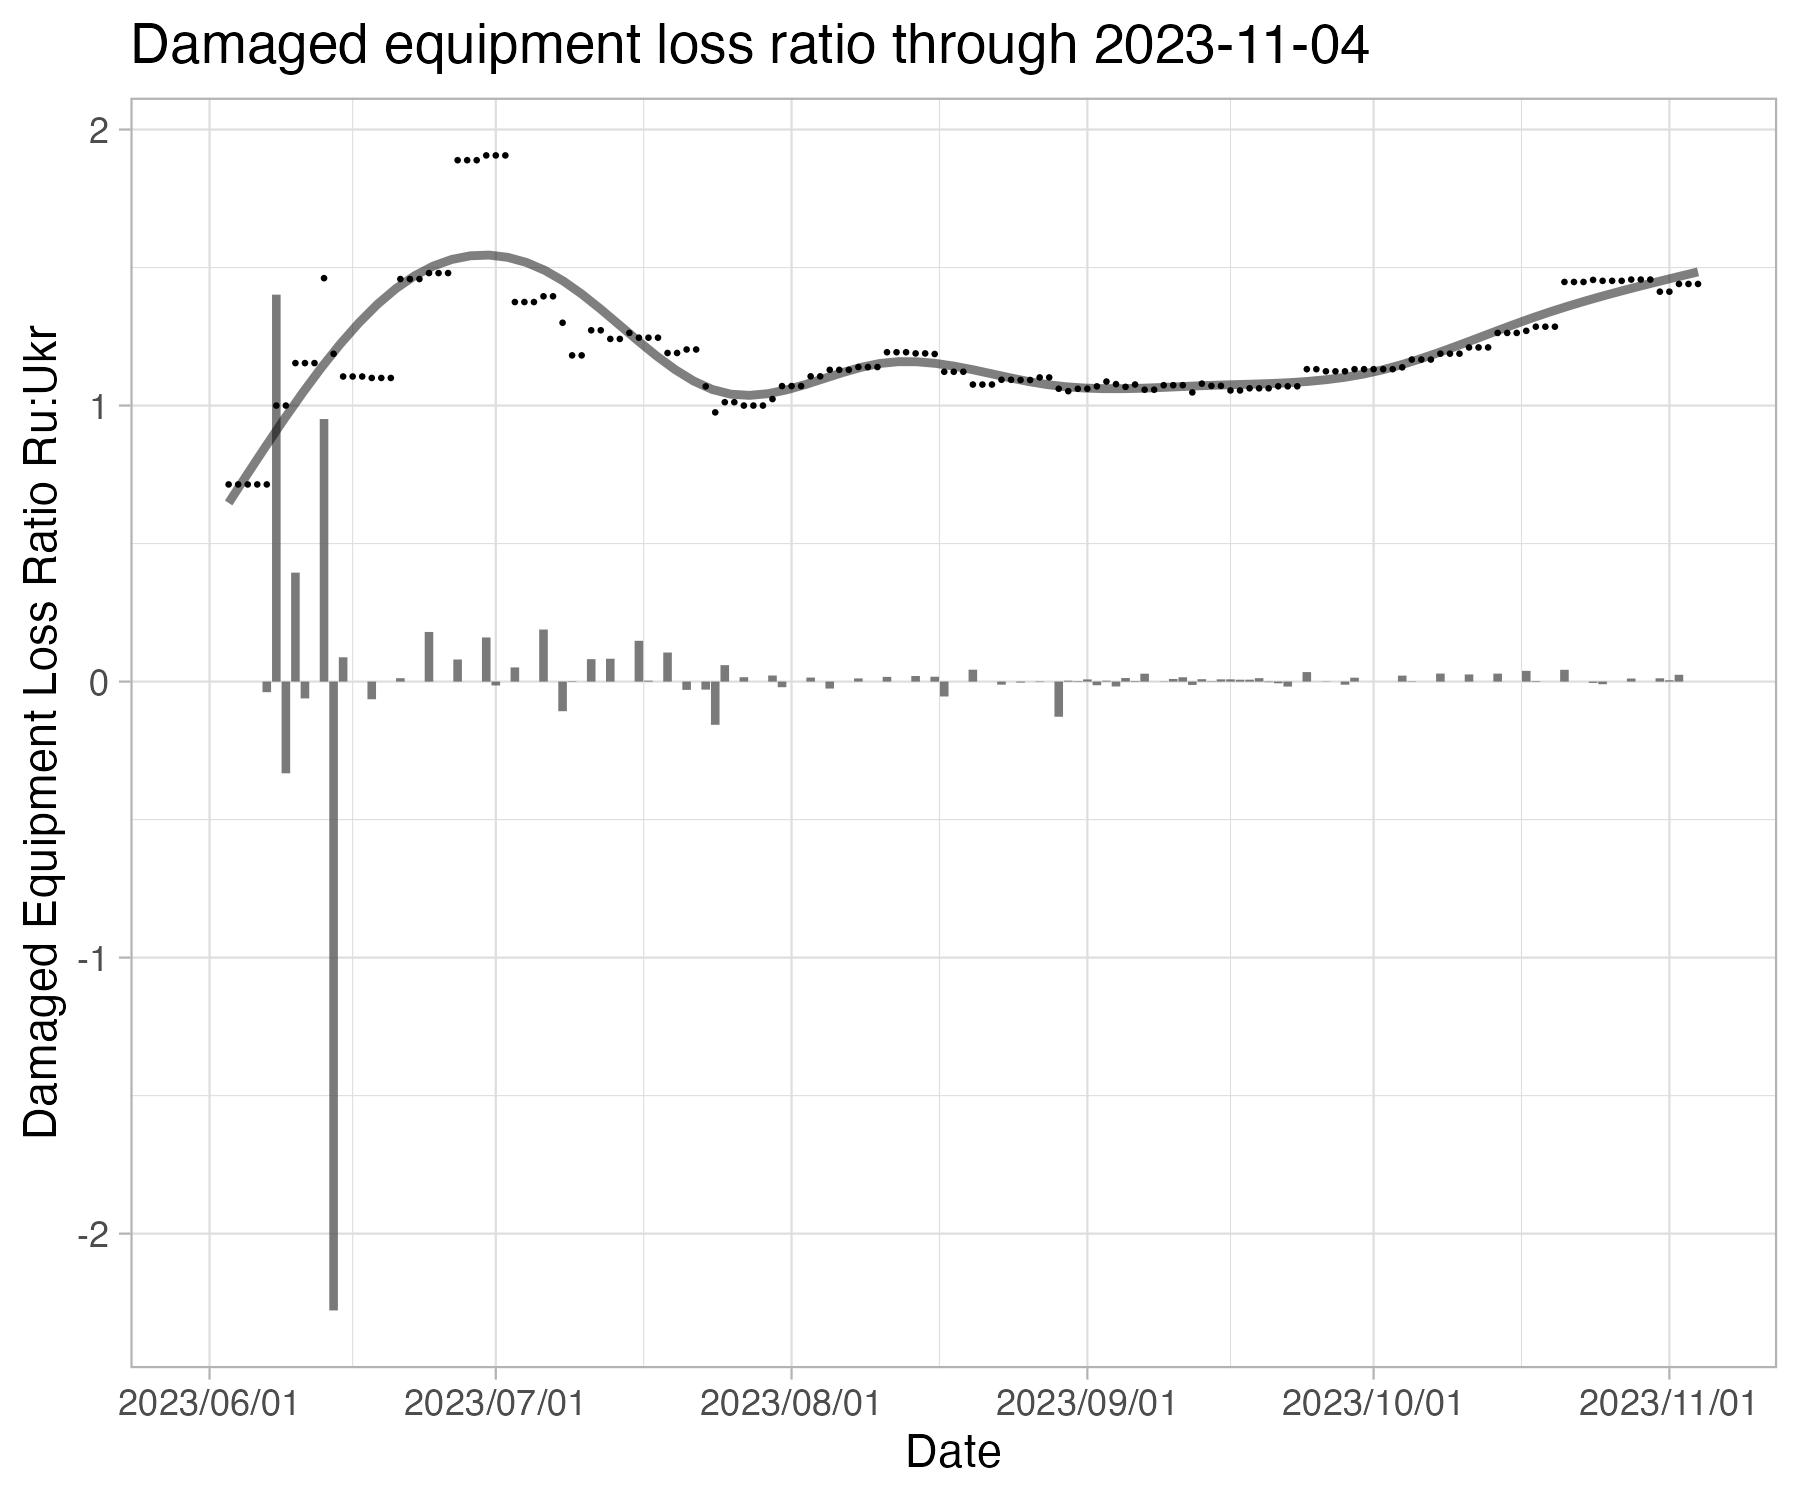 Damaged equipment loss ratio through 2023-11-04
Damaged Equipment Loss Ratio Ru:Ukr
2
1
0
-1
-2
2023/06/01 2023/07/01 2023/08/01 2023/09/01 2023/10/01 2023/11/01
Date